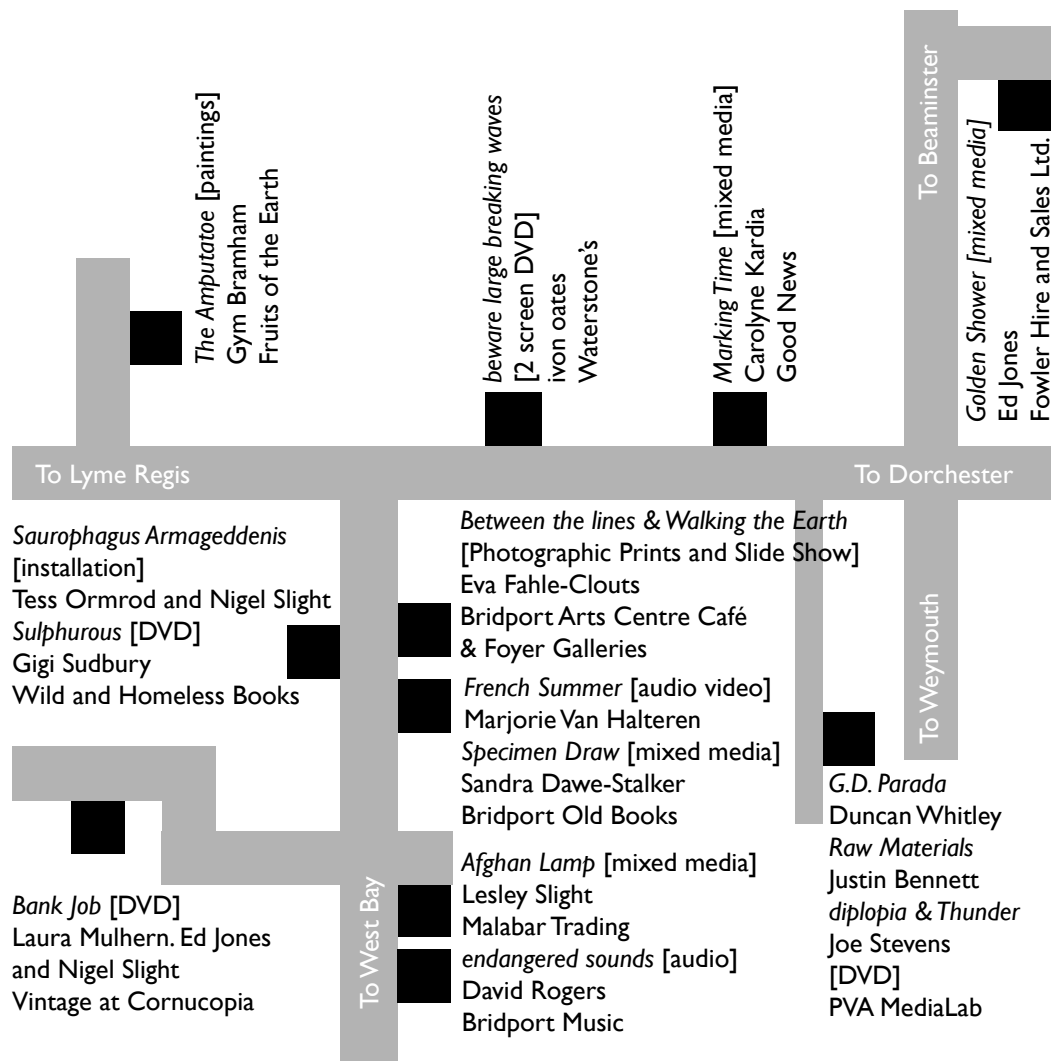 The Amputatoe [paintings]
Gym Bramham
Fruits of the Earth
beware large breaking waves
[2 screen DVD]
ivon oates
Waterstone's
Marking Time [mixed media]
Carolyne Kardia
Good News
To Beaminster
Golden Shower [mixed media]
Ed Jones
Fowler Hire and Sales Ltd.
To Lyme Regis
To Dorchester
Saurophagus Armageddenis
[installation]
Tess Ormrod and Nigel Slight
Sulphurous [DVD]
Gigi Sudbury
Wild and Homeless Books
Between the lines & Walking the Earth
[Photographic Prints and Slide Show]
Eva Fahle-Clouts
Bridport Arts Centre Café
& Foyer Galleries
French Summer [audio video]
Marjorie Van Halteren
Specimen Draw [mixed media]
Sandra Dawe-Stalker
Bridport Old Books
To Weymouth
G.D. Parada
Duncan Whitley
Raw Materials
Justin Bennett
diplopia & Thunder
Joe Stevens
[DVD]
PVA MediaLab
Bank Job [DVD]
Laura Mulhern. Ed Jones
and Nigel Slight
Vintage at Cornucopia
To West Bay
Afghan Lamp [mixed media]
Lesley Slight
Malabar Trading
endangered sounds [audio]
David Rogers
Bridport Music